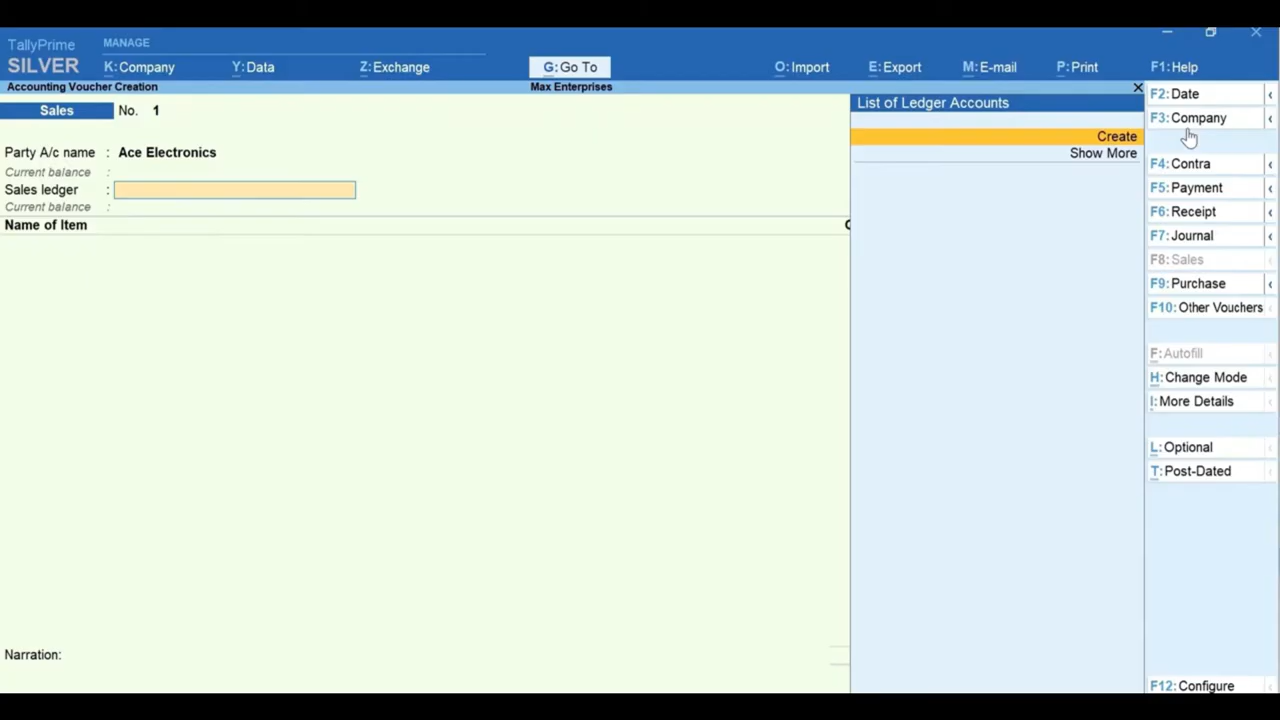 TallyPrime MANAGE
SILVER K:Company Y:Data Z:Exchange G:Go To O:Import E:Export M:E-mail P:Print F1:Help
Accounting Voucher Creation Max Enterprises
Sales No. 1
Party A/c name : Ace Electronics
Current balance :
Sales ledger :
Current balance :
Name of Item
List of Ledger Accounts
Create
Show More
F2:Date
F3:Company
F4:Contra
F5:Payment
F6:Receipt
F7:Journal
F8:Sales
F9:Purchase
F10:Other Vouchers
F:Autofill
H:Change Mode
I:More Details
L:Optional
T:Post-Dated
Narration:
F12:Configure